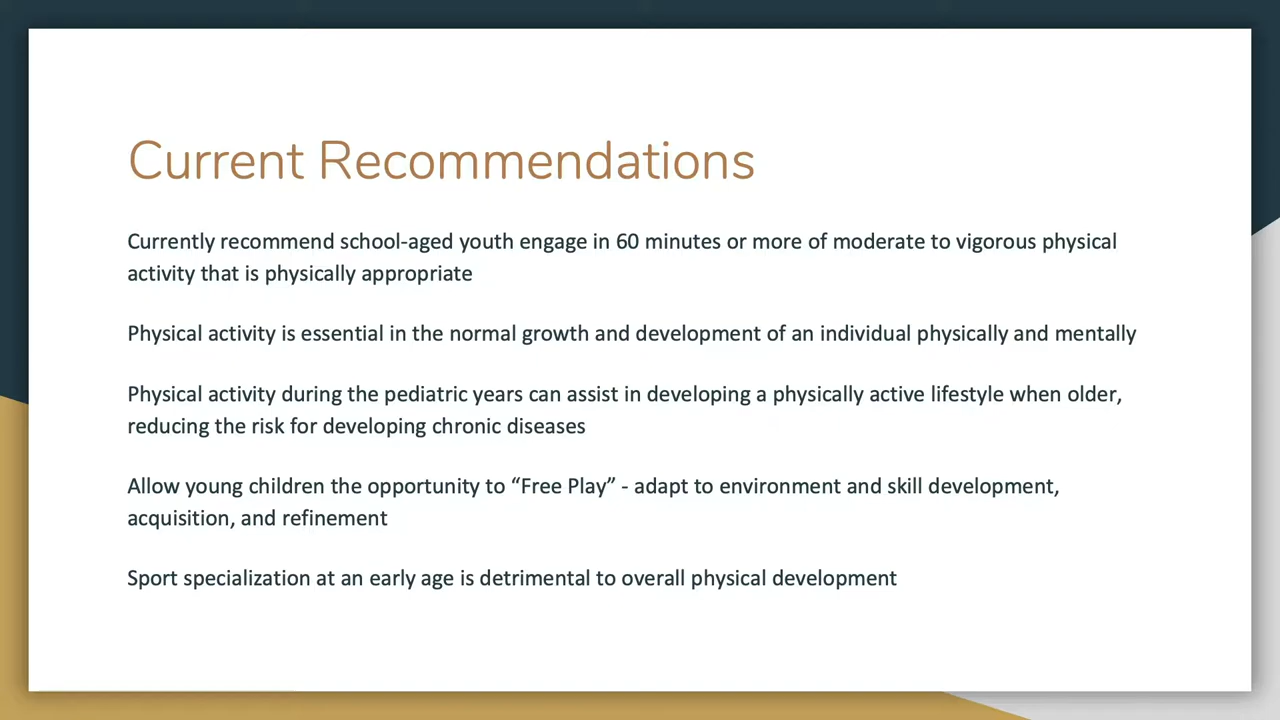 Current Recommendations
Currently recommend school-aged youth engage in 60 minutes or more of moderate to vigorous physical
activity that is physically appropriate
Physical activity is essential in the normal growth and development of an individual physically and mentally
Physical activity during the pediatric years can assist in developing a physically active lifestyle when older,
reducing the risk for developing chronic diseases
Allow young children the opportunity to “Free Play” - adapt to environment and skill development,
acquisition, and refinement
Sport specialization at an early age is detrimental to overall physical development